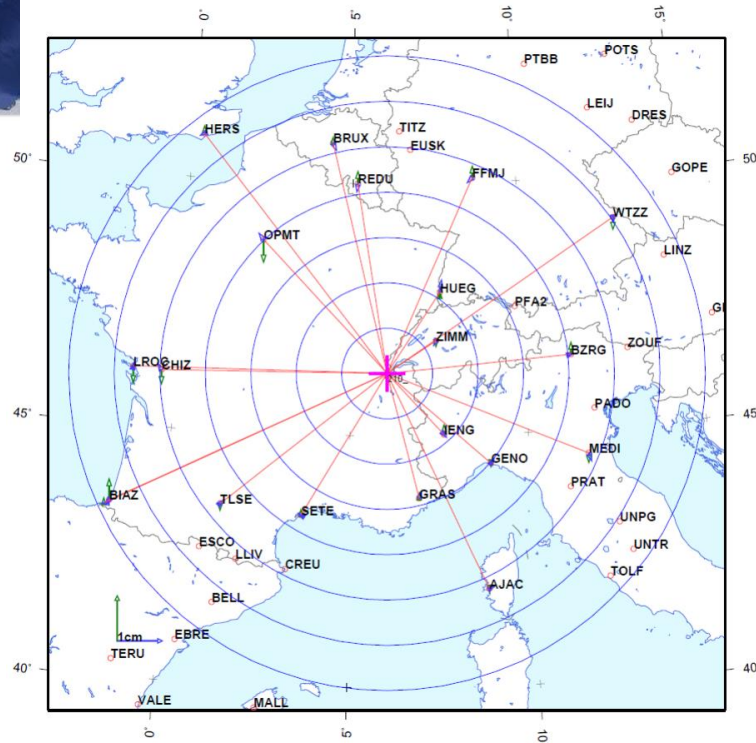 0° 5° 10° 15°
POTS
PTBB
LEIJ
DRES
HERS
TITZ
BRUX
EUSK
50° 50°
GOPE
REDU
FFMJ
WTZZ
OPMT
LINZ
HUEG
PFA2
ZIMM
ZOUF
BZRG
LROC
CHIZ
PADO
45° 45°
IENG
MEDI
GENO
PRAT
GRAS
BIAZ
TLSE
SETE
UNPG
ESCO
UNTR
LLIV
CREU
TOLF
AJAC
BELL
1cm
EBRE
TERU
40° 40°
VALE
MALL
0° 5° 10°